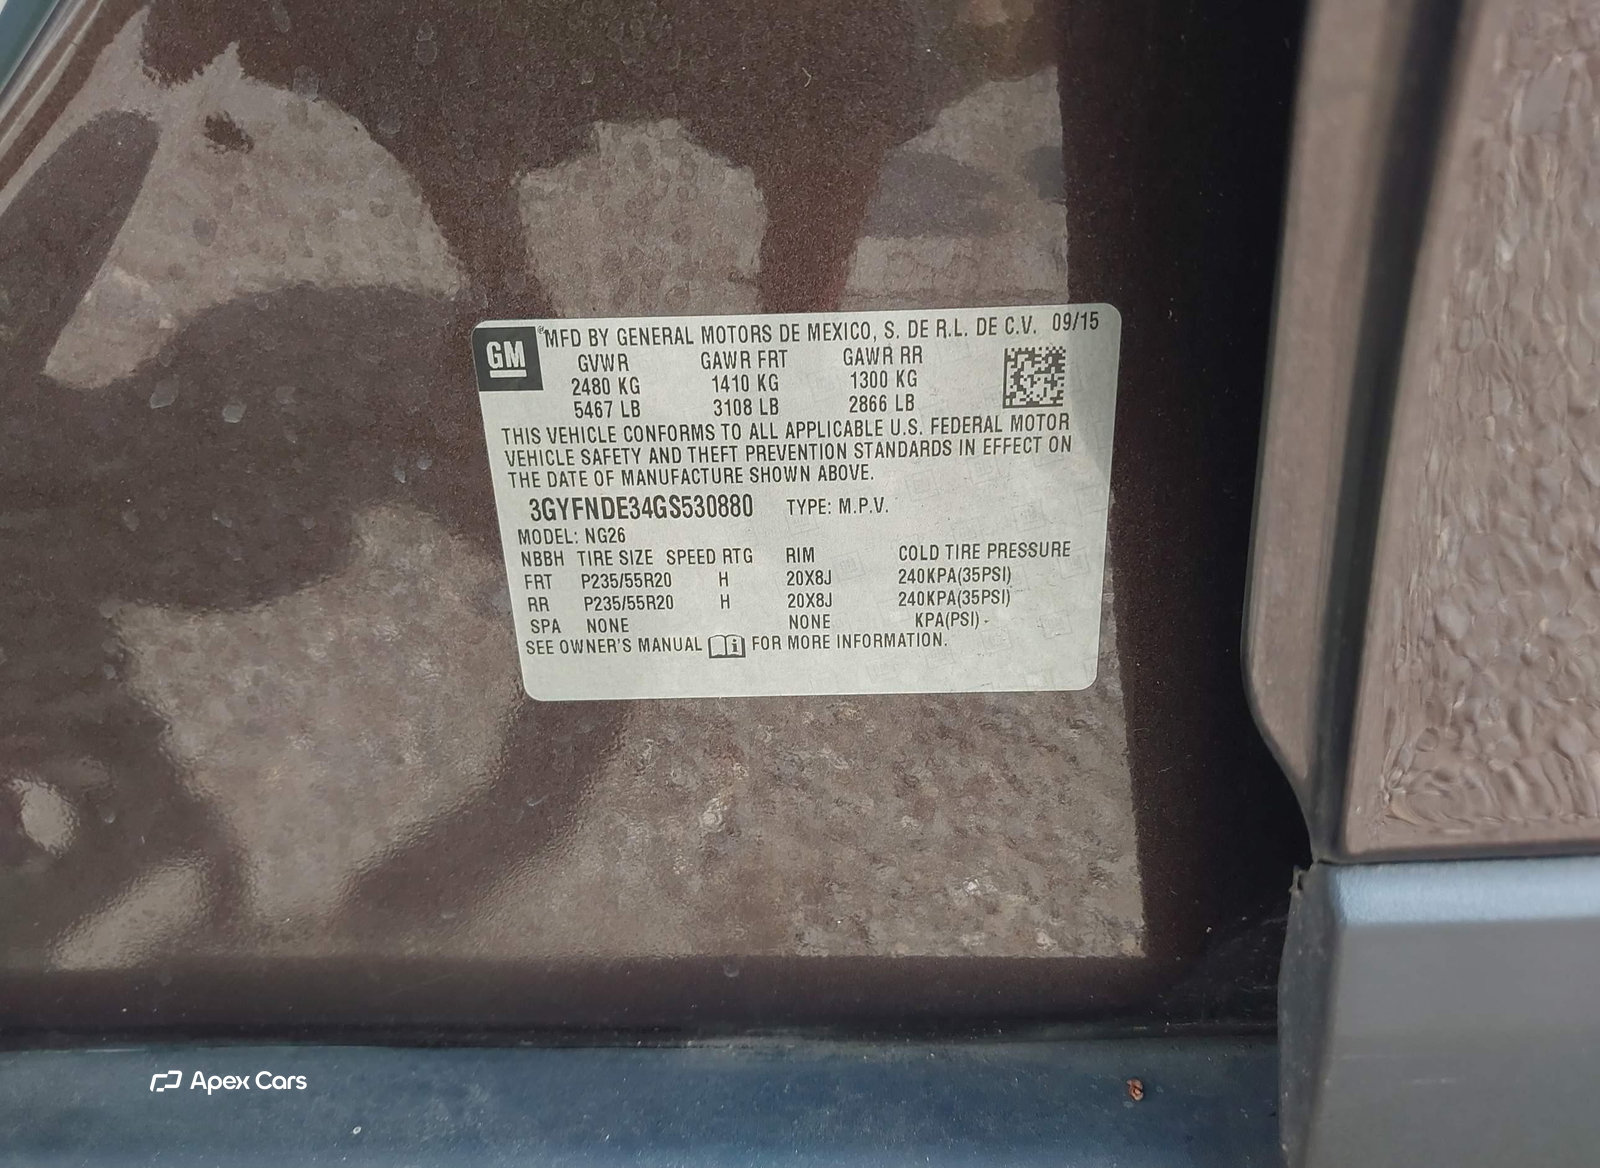 GM ® MFD BY GENERAL MOTORS DE MEXICO, S. DE R.L. DE C.V. 09/15
GVWR GAWR FRT GAWR RR
2480 KG 1410 KG 1300 KG
5467 LB 3108 LB 2866 LB
THIS VEHICLE CONFORMS TO ALL APPLICABLE U.S. FEDERAL MOTOR
VEHICLE SAFETY AND THEFT PREVENTION STANDARDS IN EFFECT ON
THE DATE OF MANUFACTURE SHOWN ABOVE.
3GYFNDE34GS530880 TYPE: M.P.V.
MODEL: NG26
NBBH TIRE SIZE SPEED RTG RIM COLD TIRE PRESSURE
FRT P235/55R20 H 20X8J 240KPA(35PSI)
RR P235/55R20 H 20X8J 240KPA(35PSI)
SPA NONE NONE KPA(PSI) -
SEE OWNER'S MANUAL i FOR MORE INFORMATION.
Apex Cars